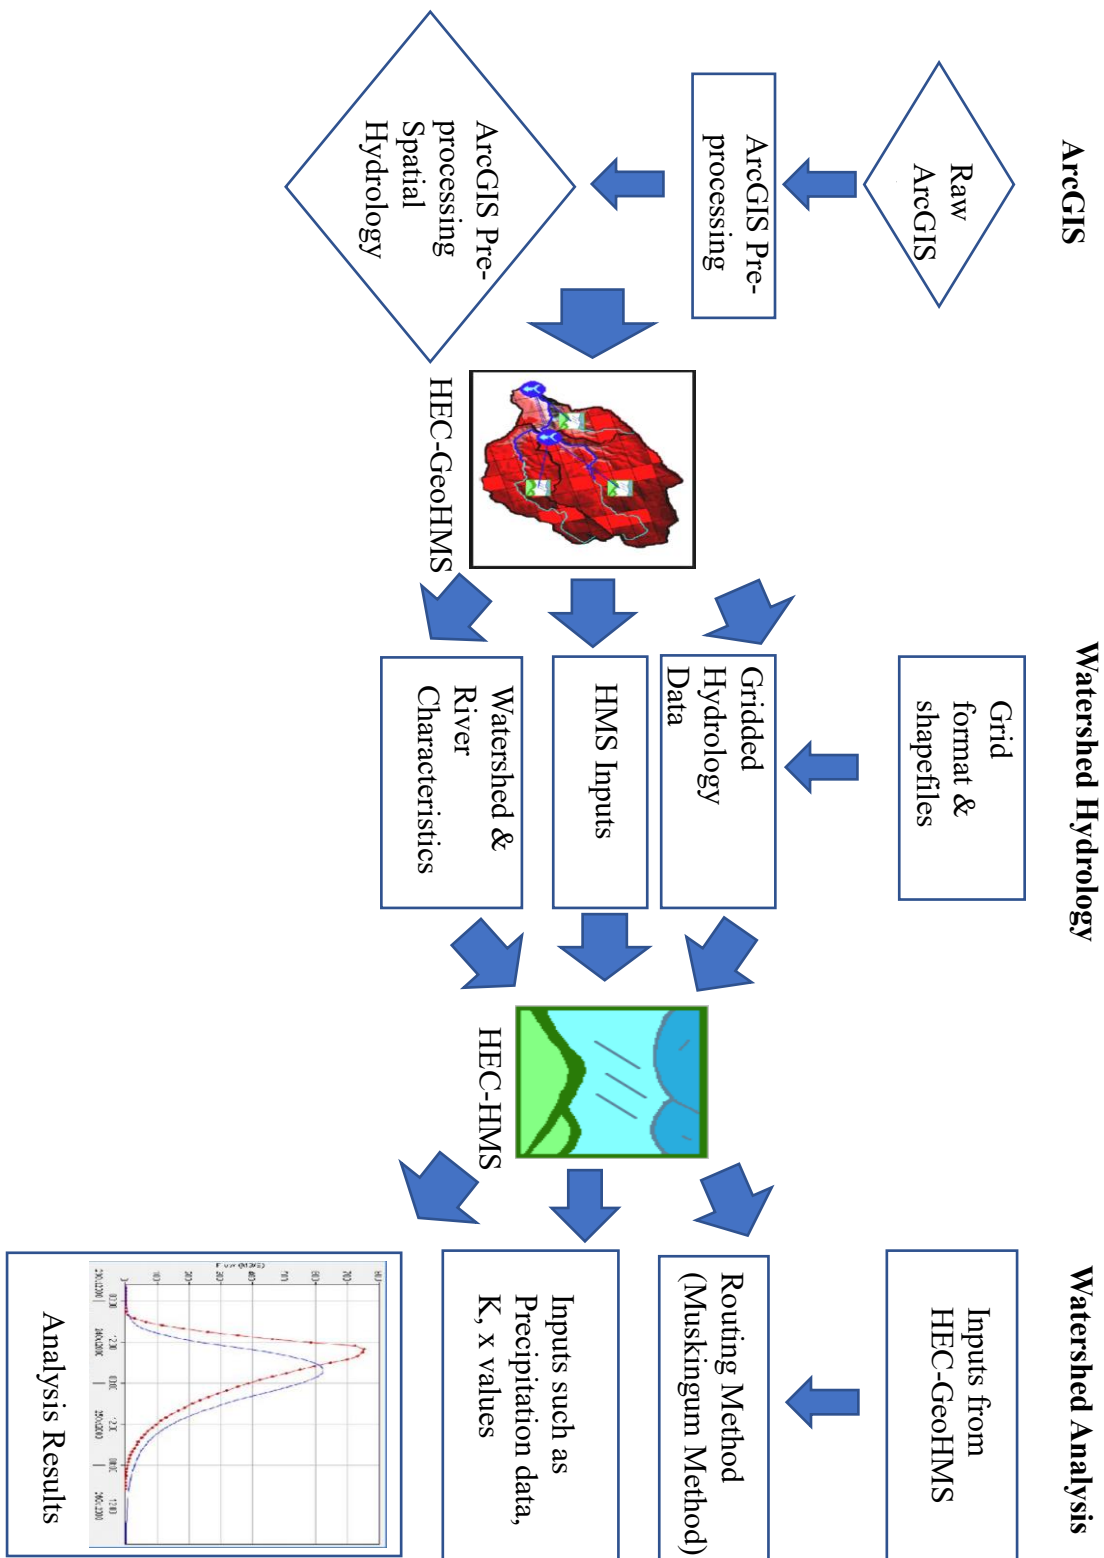 ArcGIS
Raw
ArcGIS
ArcGIS Pre-
processing
ArcGIS Pre-
processing
Spatial
Hydrology
HEC-GeoHMS
Watershed Hydrology
Grid
format &
shapefiles
Gridded
Hydrology
Data
HMS Inputs
Watershed &
River
Characteristics
HEC-HMS
Watershed Analysis
Inputs from
HEC-GeoHMS
Routing Method
(Muskingum Method)
Inputs such as
Precipitation data,
K, x values
Analysis Results